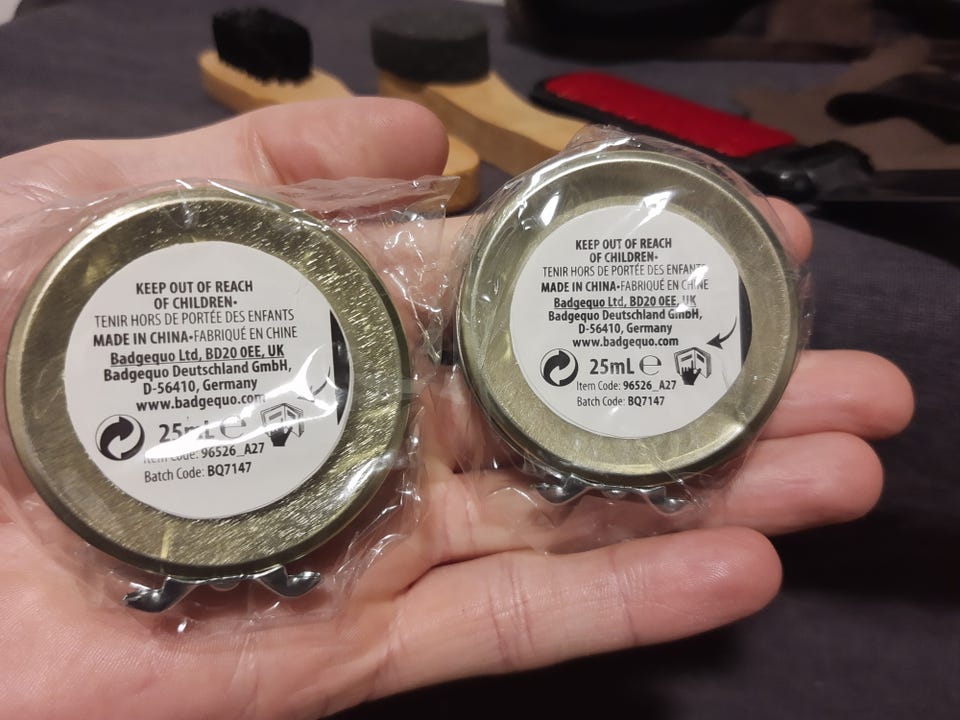 KEEP OUT OF REACH
OF CHILDREN•
TENIR HORS DE PORTÉE DES ENFANTS
MADE IN CHINA•FABRIQUÉ EN CHINE
Badgequo Ltd, BD20 0EE, UK
Badgequo Deutschland GmbH,
D-56410, Germany
www.badgequo.com
25mL e
Item Code: 96526_A27
Batch Code: BQ7147
KEEP OUT OF REACH
OF CHILDREN•
TENIR HORS DE PORTÉE DES ENFANTS
MADE IN CHINA•FABRIQUÉ EN CHINE
Badgequo Ltd, BD20 0EE, UK
Badgequo Deutschland GmbH,
D-56410, Germany
www.badgequo.com
25mL e
Item Code: 96526_A27
Batch Code: BQ7147